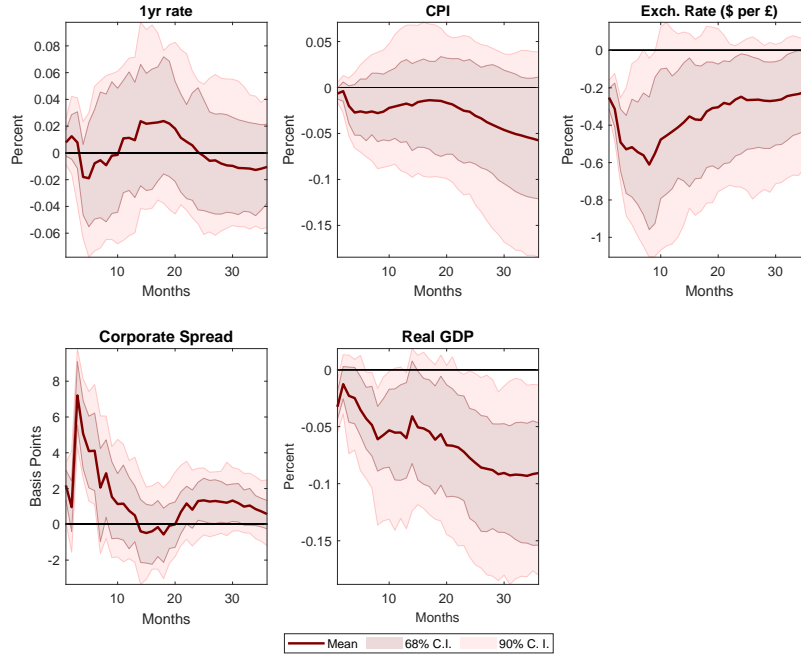 1yr rate
Percent
0.08
0.06
0.04
0.02
0
-0.02
-0.04
-0.06
10 20 30
Months
CPI
Percent
0.05
0
-0.05
-0.1
-0.15
10 20 30
Months
Exch. Rate ($ per £)
Percent
0
-0.2
-0.4
-0.6
-0.8
-1
10 20 30
Months
Corporate Spread
Basis Points
8
6
4
2
0
-2
10 20 30
Months
Real GDP
Percent
0
-0.05
-0.1
-0.15
10 20 30
Months
Mean 68% C.I. 90% C. I.